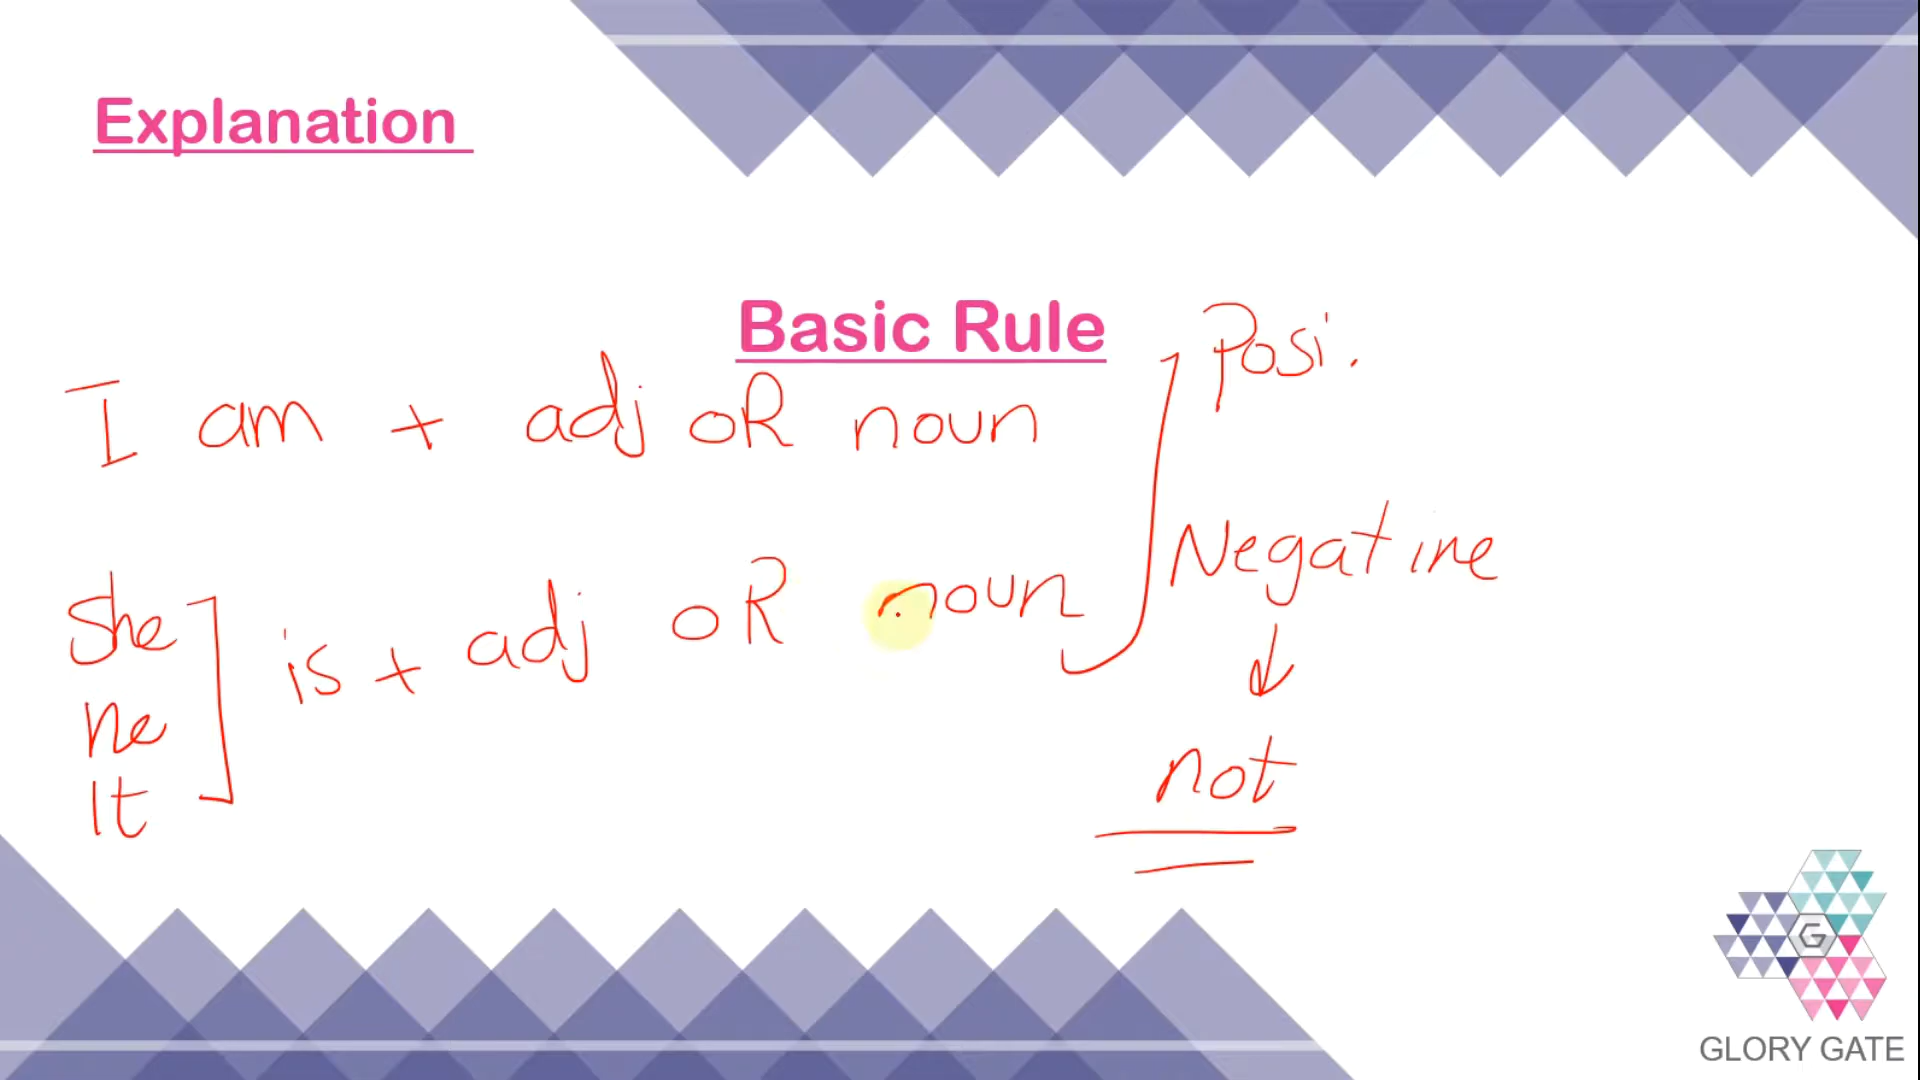 Explanation
Basic Rule
Posi.
I am + adj OR noun
Negative
She
he
It
is + adj OR noun
not
G
GLORY GATE